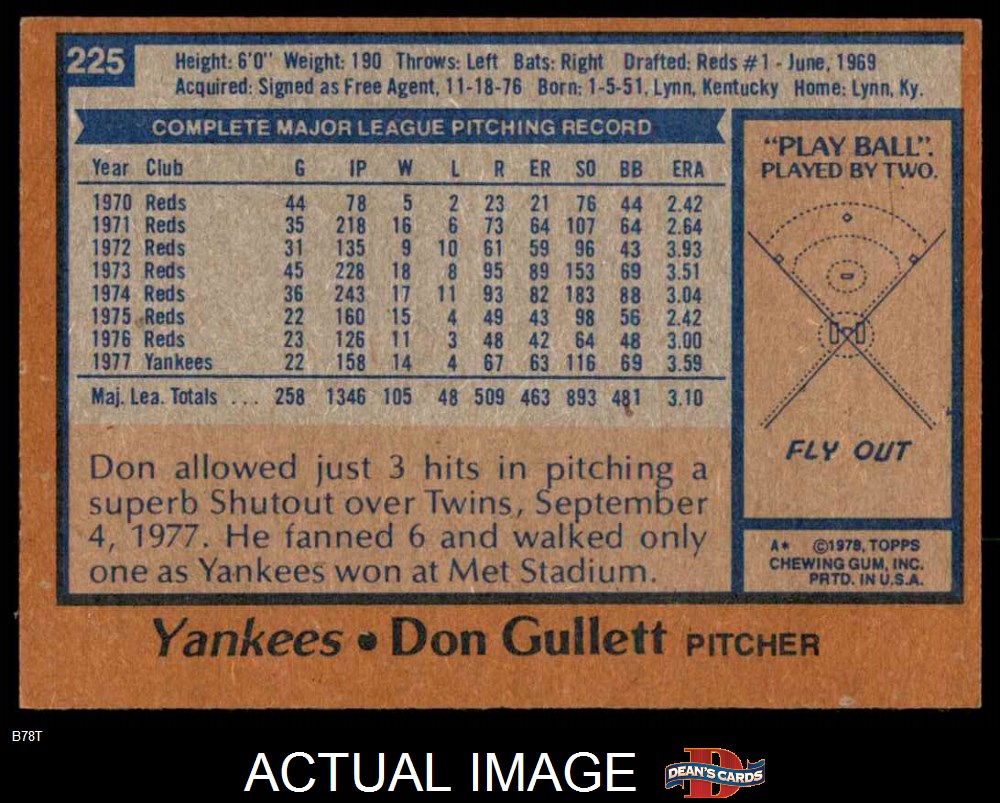 225
Height: 6'0" Weight: 190 Throws: Left Bats: Right Drafted: Reds #1 - June, 1969
Acquired: Signed as Free Agent, 11-18-76 Born: 1-5-51, Lynn, Kentucky Home: Lynn, Ky.
COMPLETE MAJOR LEAGUE PITCHING RECORD
Year Club G IP W L R ER SO BB ERA
1970 Reds 44 78 5 2 23 21 76 44 2.42
1971 Reds 35 218 16 6 73 64 107 64 2.64
1972 Reds 31 135 9 10 61 59 96 43 3.93
1973 Reds 45 228 18 8 95 89 153 69 3.51
1974 Reds 36 243 17 11 93 82 183 88 3.04
1975 Reds 22 160 15 4 49 43 98 56 2.42
1976 Reds 23 126 11 3 48 42 64 48 3.00
1977 Yankees 22 158 14 4 67 63 116 69 3.59
Maj. Lea. Totals ... 258 1346 105 48 509 463 893 481 3.10
Don allowed just 3 hits in pitching a
superb Shutout over Twins, September
4, 1977. He fanned 6 and walked only
one as Yankees won at Met Stadium.
"PLAY BALL".
PLAYED BY TWO.
FLY OUT
A* ©1978, TOPPS
CHEWING GUM, INC.
PRTD. IN U.S.A.
Yankees • Don Gullett PITCHER
B78T
ACTUAL IMAGE
D
DEAN'S CARDS